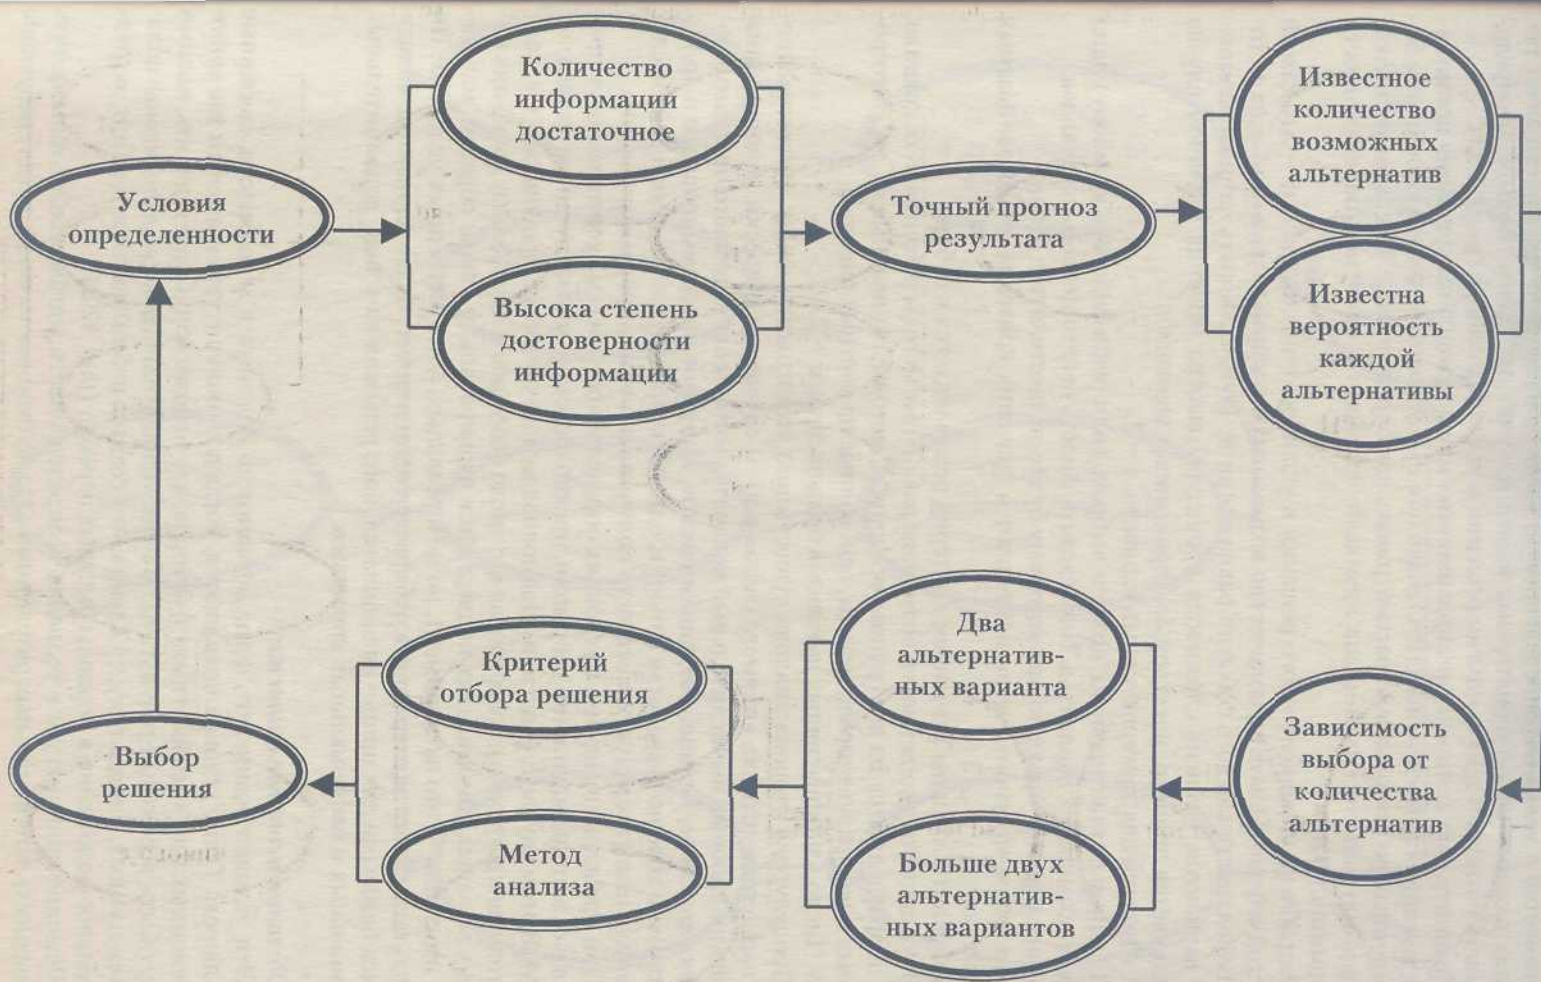 Условия
определенности
Количество
информации
достаточное
Высока степень
достоверности
информации
Точный прогноз
результата
Известное
количество
возможных
альтернатив
Известна
вероятность
каждой
альтернативы
Зависимость
выбора от
количества
альтернатив
Два
альтернатив-
ных варианта
Больше двух
альтернатив-
ных вариантов
Критерий
отбора решения
Метод
анализа
Выбор
решения